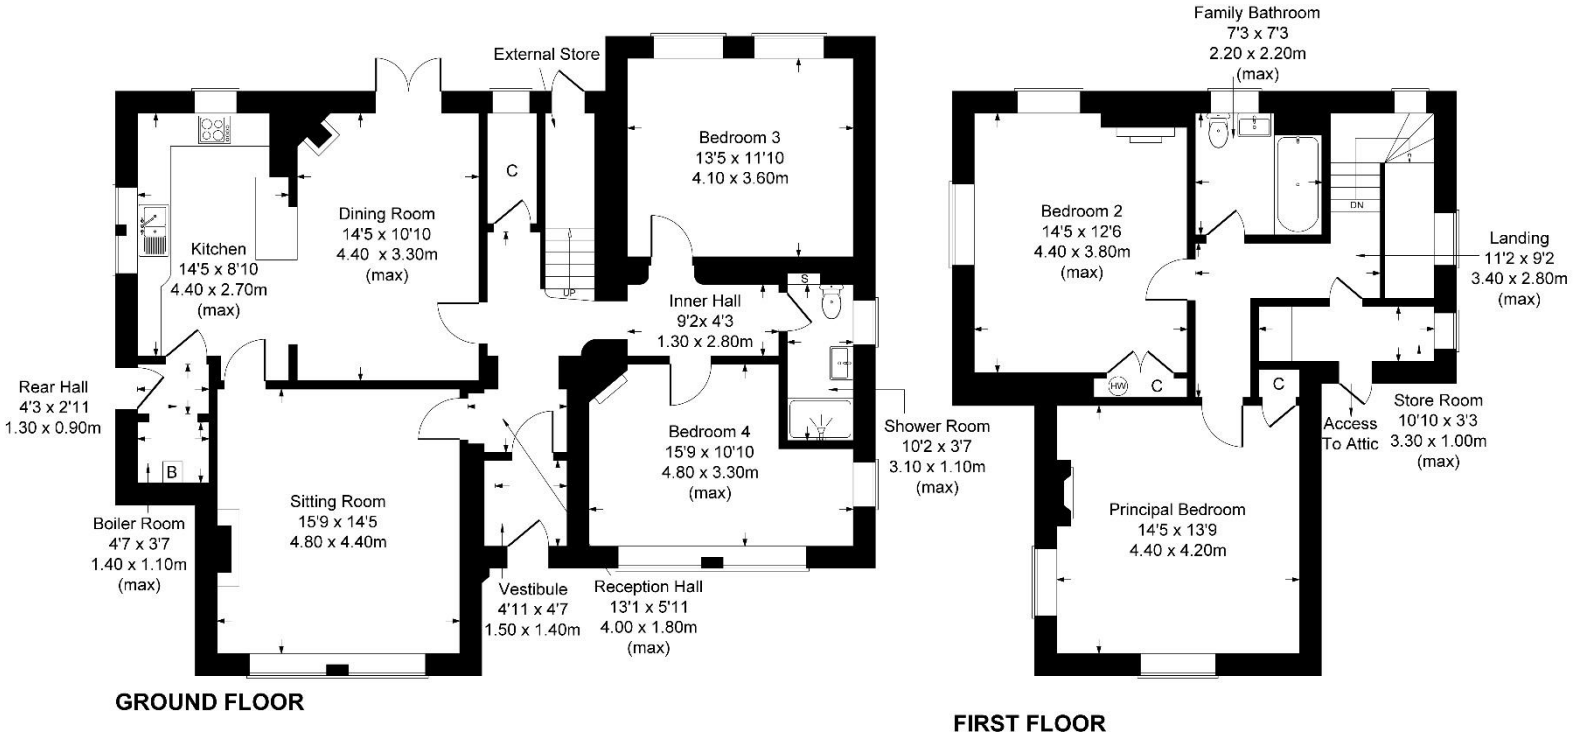 External Store
Kitchen
14'5 x 8'10
4.40 x 2.70m
(max)
Dining Room
14'5 x 10'10
4.40 x 3.30m
(max)
C
UP
Bedroom 3
13'5 x 11'10
4.10 x 3.60m
Inner Hall
9'2x 4'3
1.30 x 2.80m
S
Rear Hall
4'3 x 2'11
1.30 x 0.90m
B
Boiler Room
4'7 x 3'7
1.40 x 1.10m
(max)
Sitting Room
15'9 x 14'5
4.80 x 4.40m
Bedroom 4
15'9 x 10'10
4.80 x 3.30m
(max)
Shower Room
10'2 x 3'7
3.10 x 1.10m
(max)
Vestibule
4'11 x 4'7
1.50 x 1.40m
Reception Hall
13'1 x 5'11
4.00 x 1.80m
(max)
GROUND FLOOR
Family Bathroom
7'3 x 7'3
2.20 x 2.20m
(max)
Bedroom 2
14'5 x 12'6
4.40 x 3.80m
(max)
DN
Landing
11'2 x 9'2
3.40 x 2.80m
(max)
HW
C
C
Access
To Attic
Store Room
10'10 x 3'3
3.30 x 1.00m
(max)
Principal Bedroom
14'5 x 13'9
4.40 x 4.20m
FIRST FLOOR